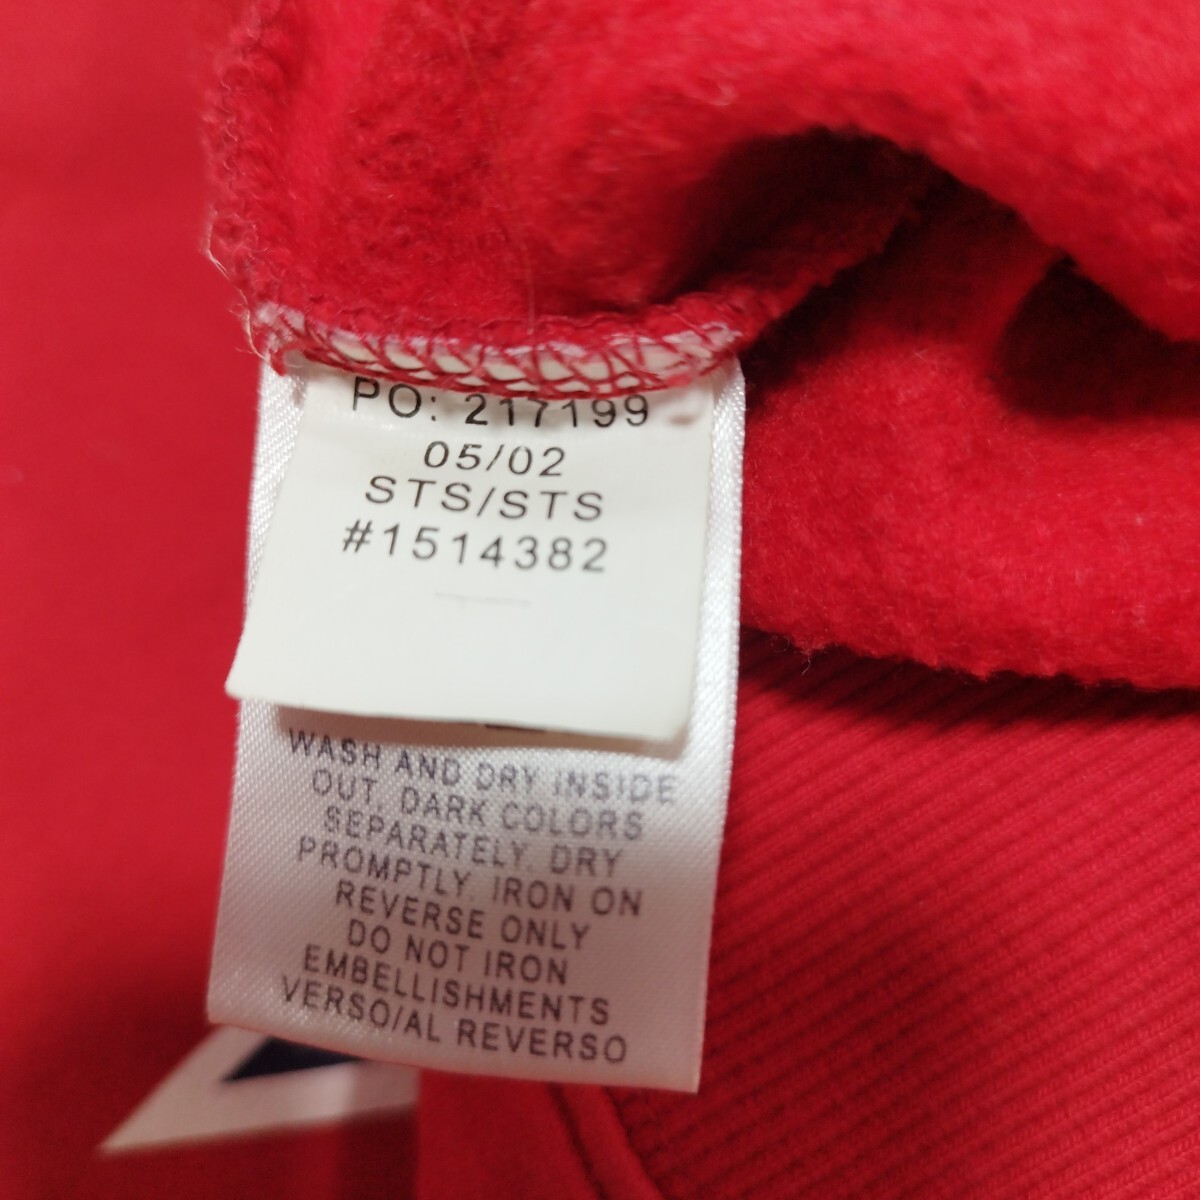 PO: 217199
05/02
STS/STS
#1514382
WASH AND DRY INSIDE
OUT. DARK COLORS
SEPARATELY. DRY
PROMPTLY. IRON ON
REVERSE ONLY
DO NOT IRON
EMBELLISHMENTS
VERSO/AL REVERSO